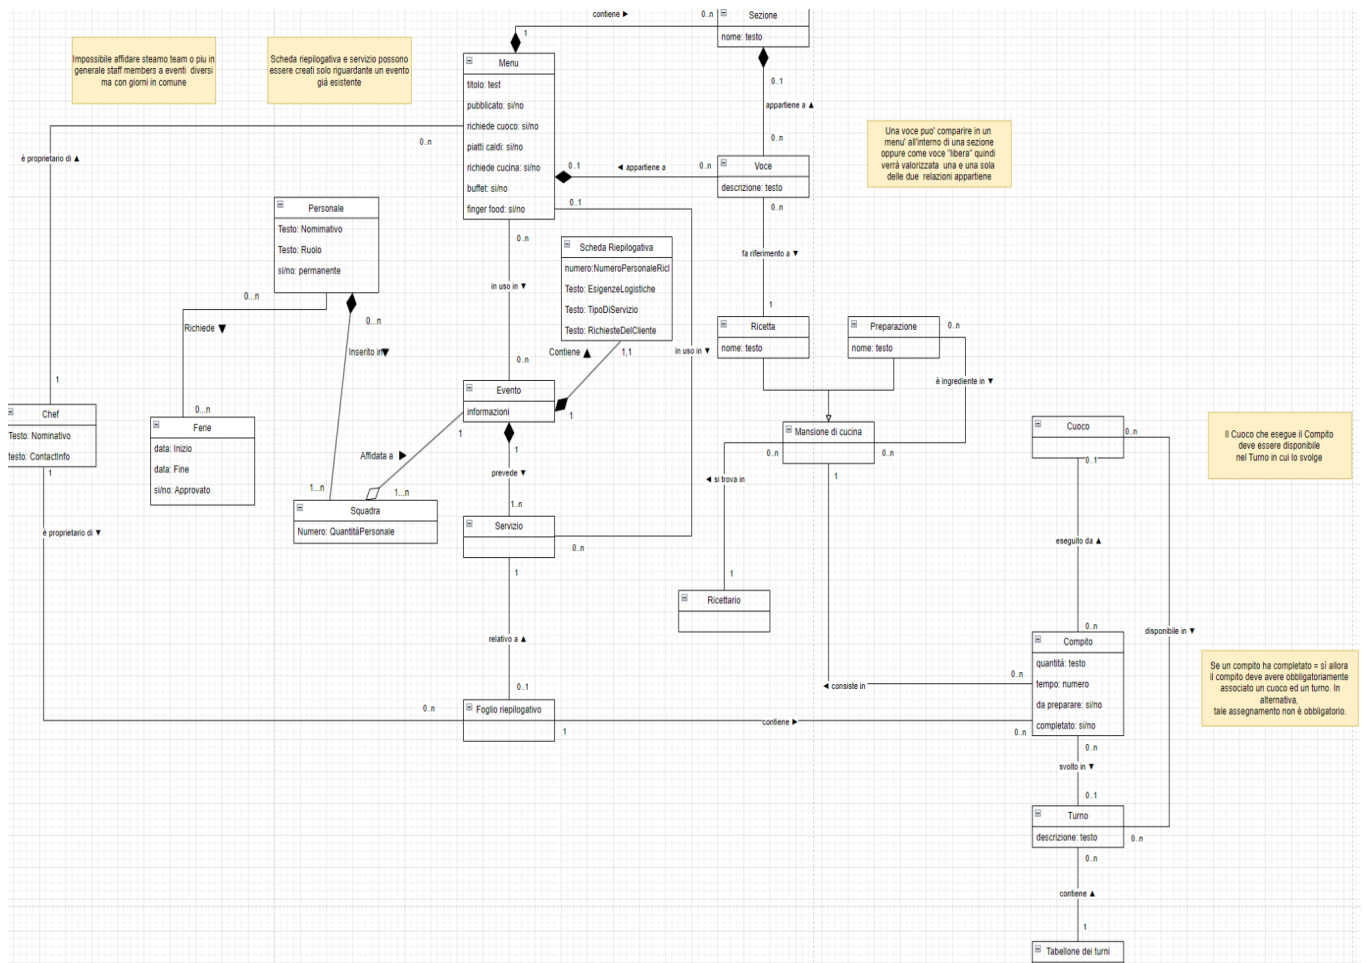 contiene ▶
0..n
Sezione
nome: testo
1
0..1
Impossibile affidare steamo team o piu in
generale staff members a eventi diversi
ma con giorni in comune
Scheda riepilogativa e servizio possono
essere creati solo riguardante un evento
già esistente
Menu
titolo: test
pubblicato: si/no
richiede cuoco: si/no
piatti caldi: si/no
richiede cucina: si/no
buffet: si/no
finger food: si/no
appartiene a ▲
0..n
Una voce puo' comparire in un
menu' all'interno di una sezione
oppure come voce "libera" quindi
verrà valorizzata una e una sola
delle due relazioni appartiene
0..n
è proprietario di ▲
0..1
◀ appartiene a
0..n
Voce
descrizione: testo
0..n
0..1
Personale
Testo: Nomimativo
Testo: Ruolo
si/no: permanente
0..n
Scheda Riepilogativa
numero:NumeroPersonaleRicl
Testo: EsigenzeLogistiche
Testo: TipoDiServizio
Testo: RichiesteDelCliente
fa riferimento a ▼
1
in uso in ▼
0...n
0...n
Richiede ▼
Inserito in▼
Contiene ▲
1,1
in uso in ▼
Ricetta
nome: testo
Preparazione
nome: testo
0..n
è ingrediente in ▼
0..n
1
Evento
informazioni
1
1
1
0...n
Chef
Testo: Nominativo
testo: ContactInfo
1
Ferie
data: Inizio
data: Fine
si/no: Approvato
Affidata a ▶
prevede ▼
1...n
1...n
1..n
Squadra
Numero: QuantitàPersonale
Servizio
0..n
1
Mansione di cucina
0..n
0..n
1
◀ si trova in
Cuoco
0..n
0..1
Il Cuoco che esegue il Compito
deve essere disponibile
nel Turno in cui lo svolge
è proprietario di ▼
eseguito da ▲
1
Ricettario
relativo a ▲
0..1
0..n
disponibile in ▼
Compito
quantità: testo
tempo: numero
da preparare: si/no
completato: si/no
0..n
◀ consiste in
Se un compito ha completato = sì allora
il compito deve avere obbligatoriamente
associato un cuoco ed un turno. In
alternativa,
tale assegnamento non è obbligatorio.
0..n
Foglio riepilogativo
1
contiene ▶
0..n
0..n
svolto in ▼
0..1
Turno
descrizione: testo
0..n
0..n
contiene ▲
1
Tabellone dei turni